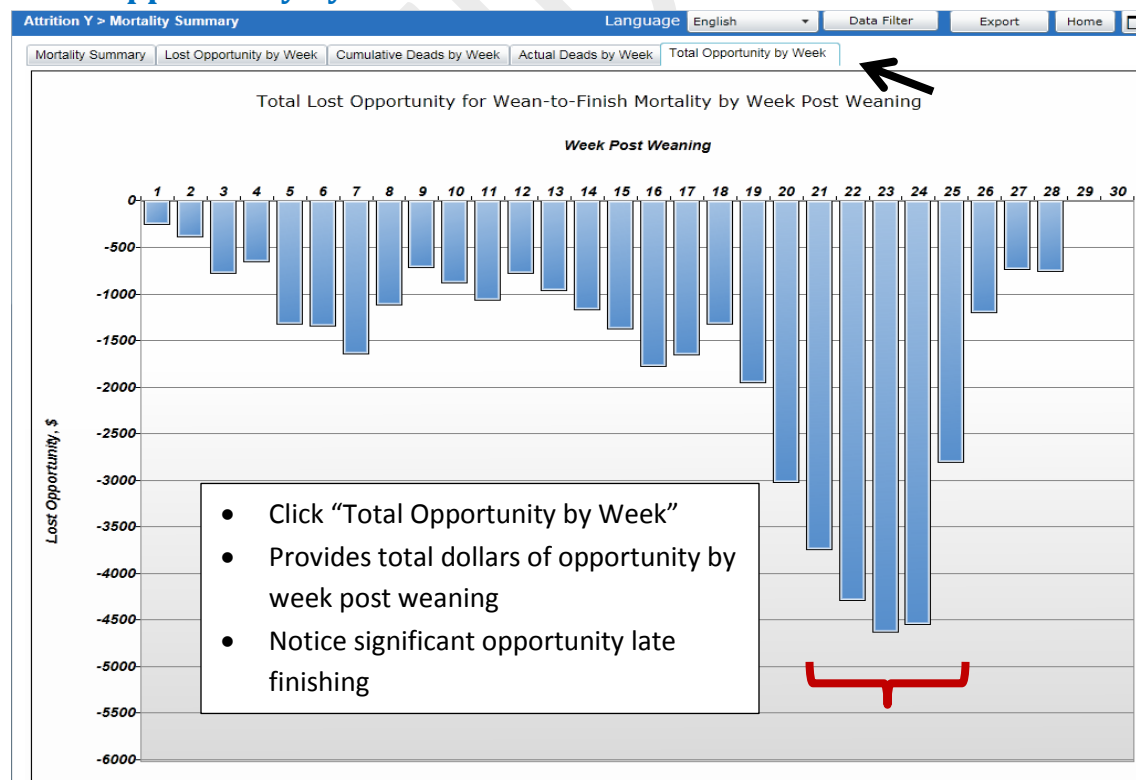 Attrition Y > Mortality Summary Language English Data Filter Export Home
Mortality Summary Lost Opportunity by Week Cumulative Deads by Week Actual Deads by Week Total Opportunity by Week
Total Lost Opportunity for Wean-to-Finish Mortality by Week Post Weaning
Week Post Weaning
1 2 3 4 5 6 7 8 9 10 11 12 13 14 15 16 17 18 19 20 21 22 23 24 25 26 27 28 29 30
0
-500
-1000
-1500
-2000
-2500
-3000
-3500
-4000
-4500
-5000
-5500
-6000
Lost Opportunity, $
• Click “Total Opportunity by Week”
• Provides total dollars of opportunity by
week post weaning
• Notice significant opportunity late
finishing